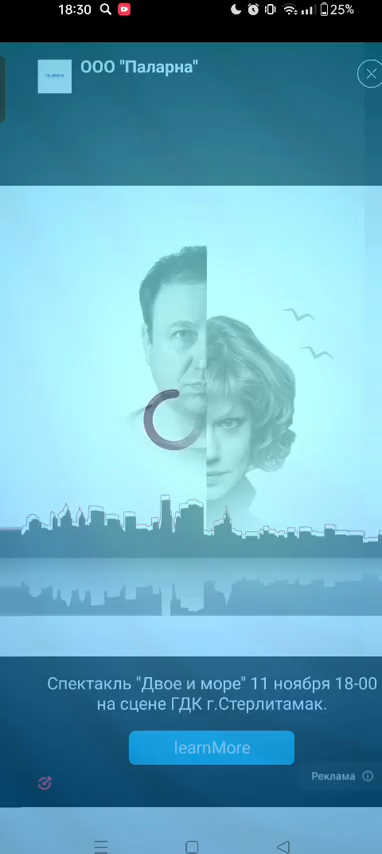 18:30
25%
ООО "Паларна"
Спектакль "Двое и море" 11 ноября 18-00
на сцене ГДК г.Стерлитамак.
learnMore
Реклама